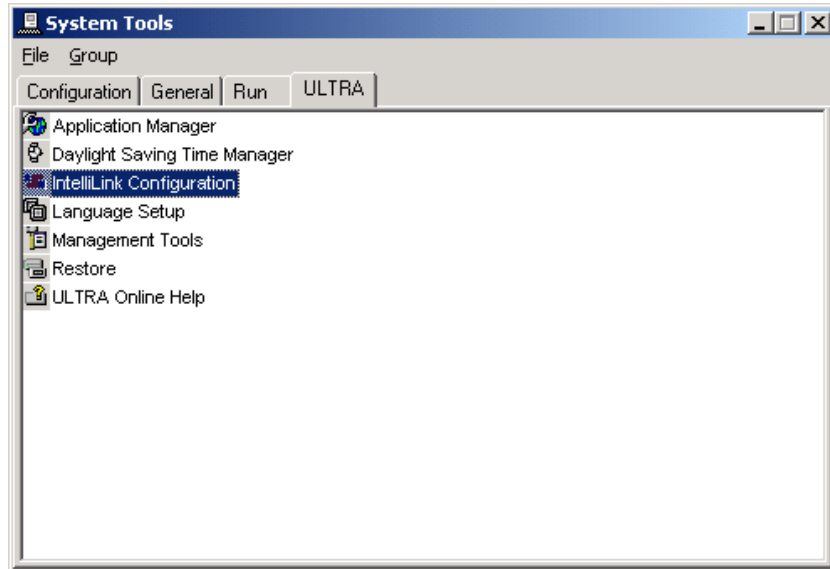 System Tools
File Group
Configuration General Run ULTRA
Application Manager
Daylight Saving Time Manager
IntelliLink Configuration
Language Setup
Management Tools
Restore
ULTRA Online Help